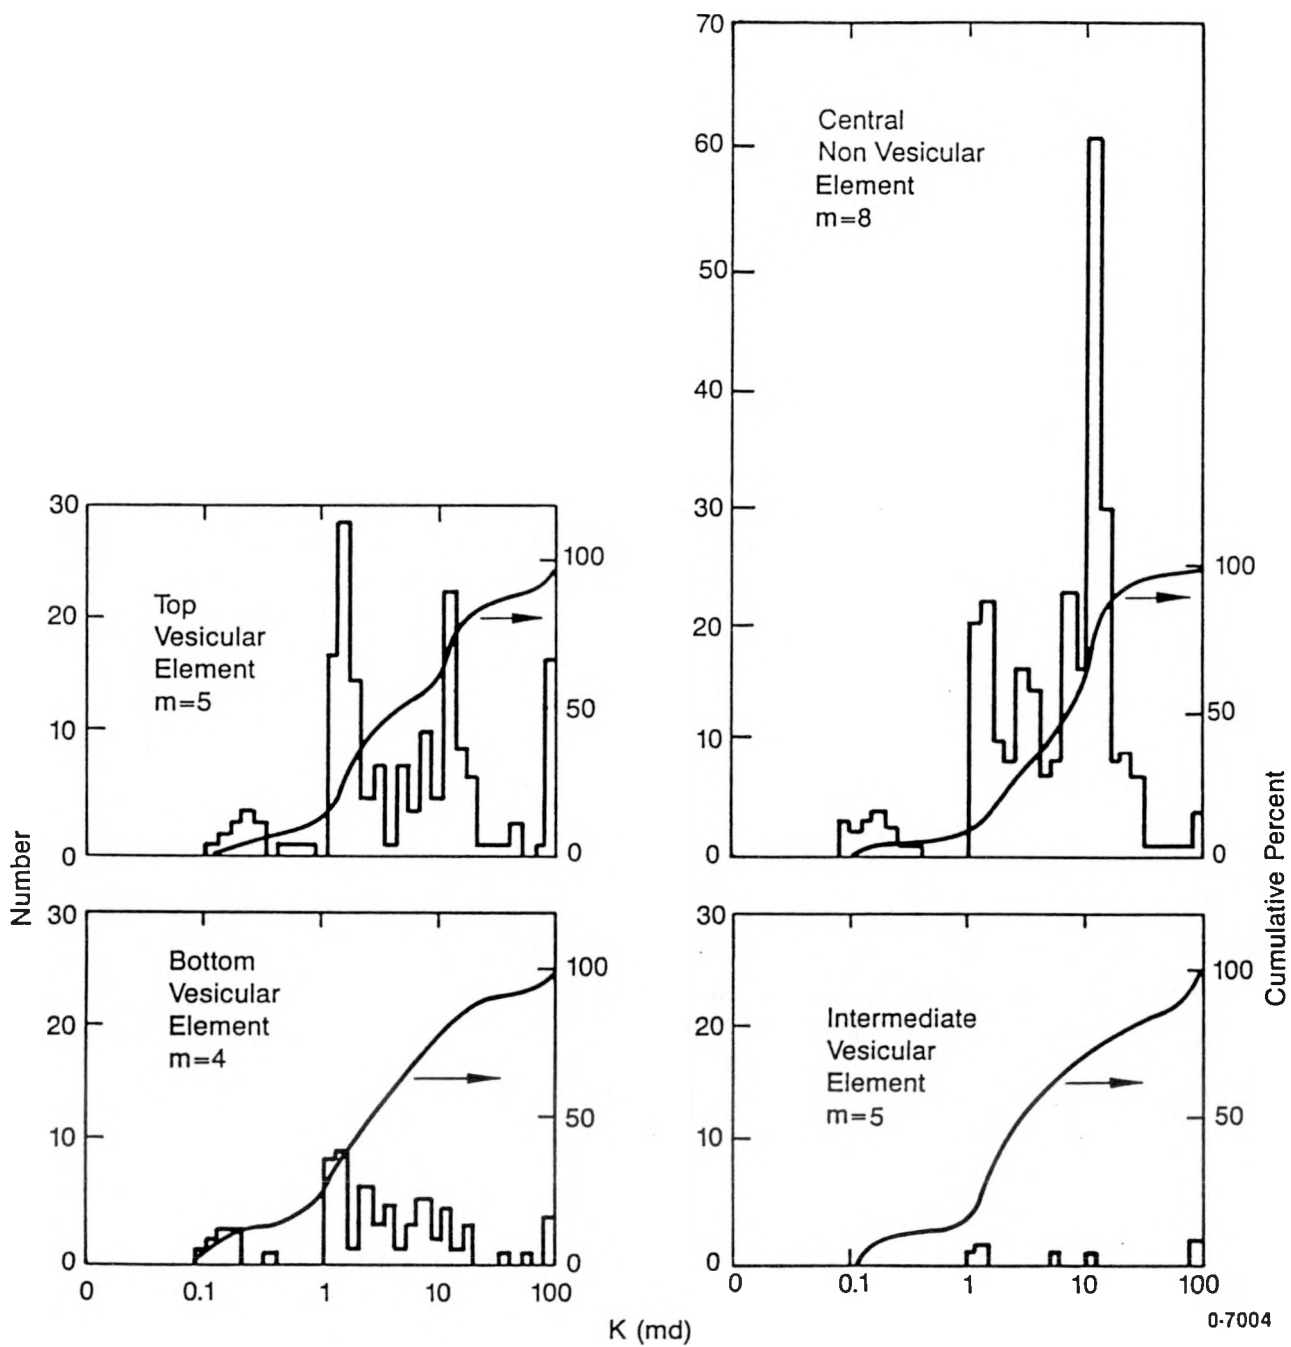 70
60
50
40
30
20
10
0
Central
Non Vesicular
Element
m=8
100
50
0
30
20
10
0
Top
Vesicular
Element
m=5
100
50
0
Number
Cumulative Percent
30
20
10
0
Bottom
Vesicular
Element
m=4
100
50
0
0 0.1 1 10 100
30
20
10
0
Intermediate
Vesicular
Element
m=5
100
50
0
0 0.1 1 10 100
K (md)
0-7004